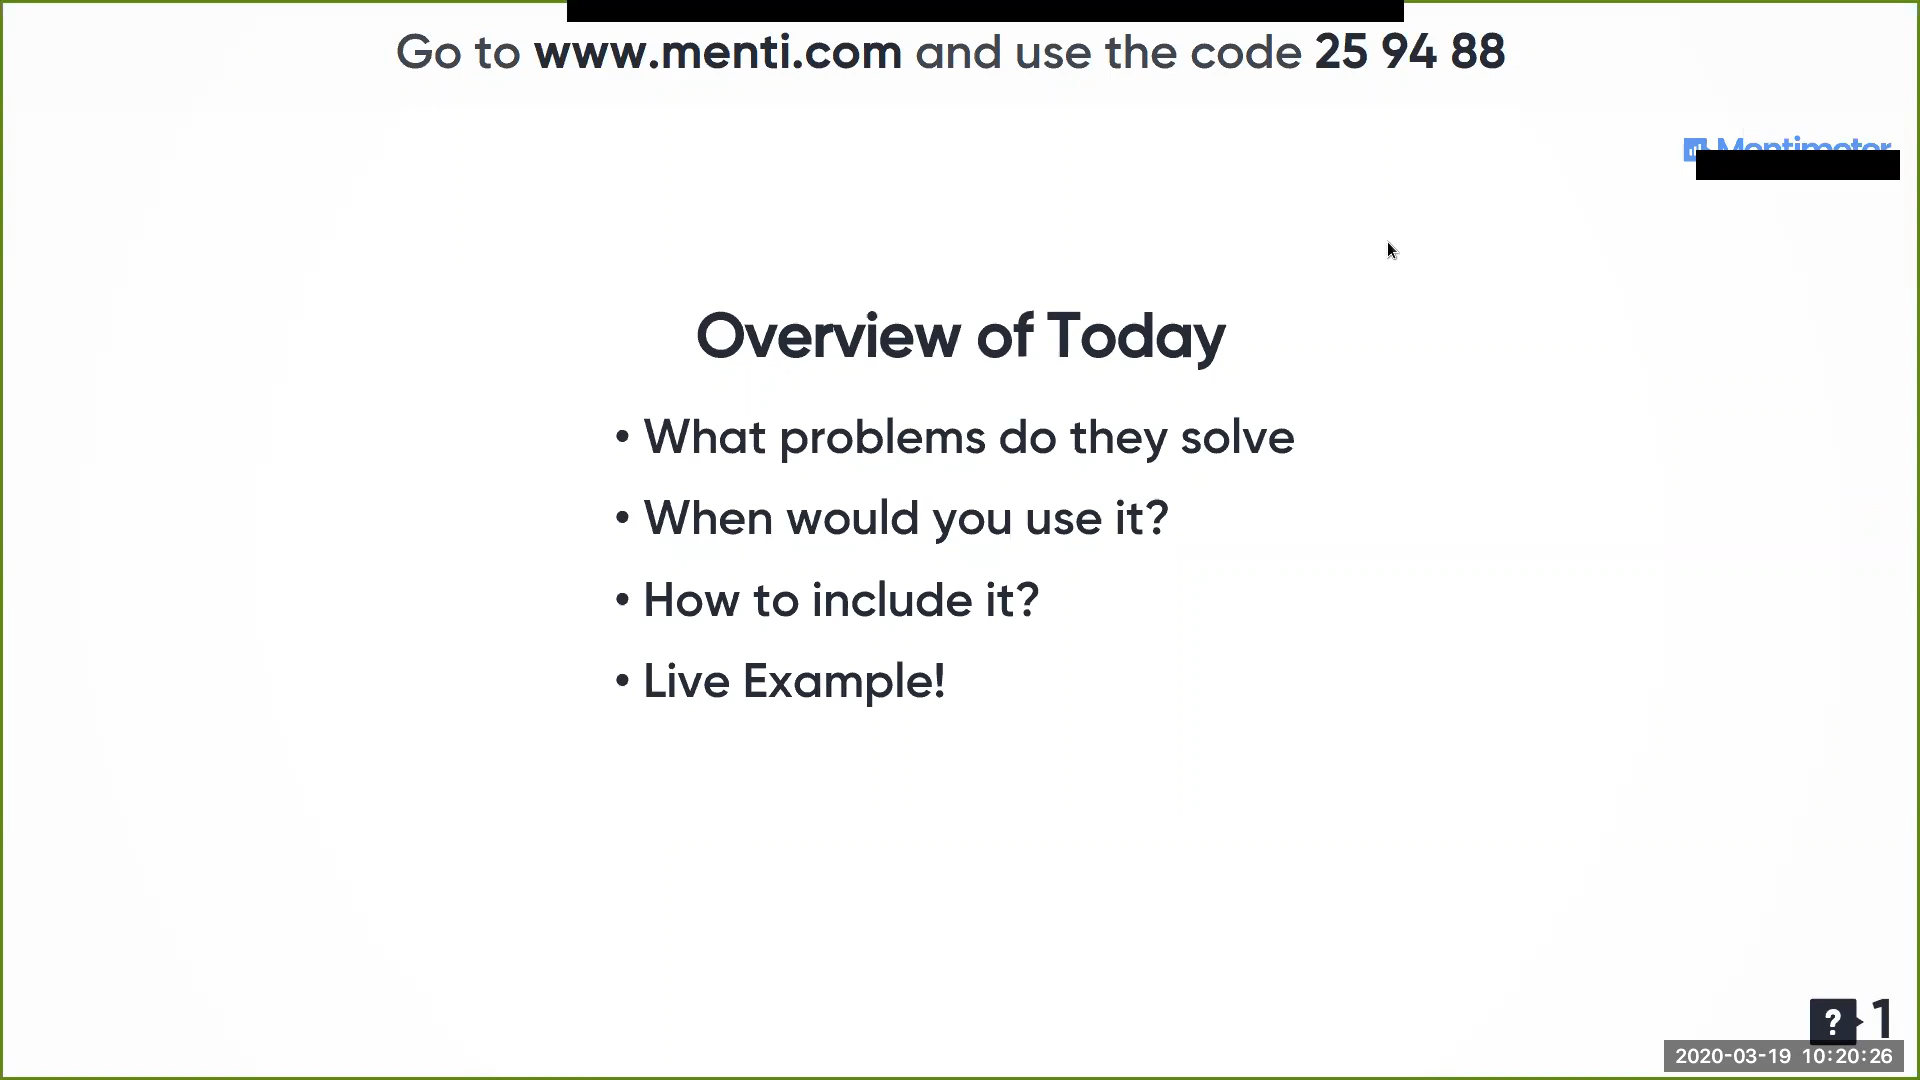 Go to www.menti.com and use the code 25 94 88
Mentimeter
Overview of Today
• What problems do they solve
• When would you use it?
• How to include it?
• Live Example!
? 1
2020-03-19 10:20:26